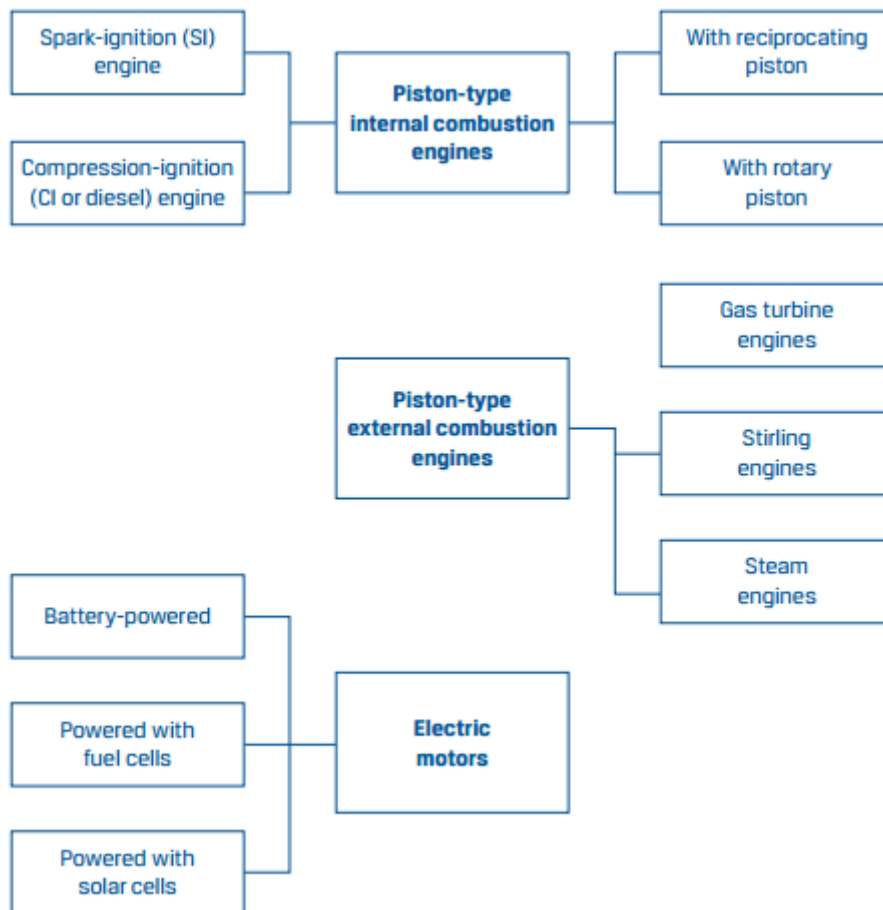 Spark-ignition (SI)
engine
Piston-type
internal combustion
engines
With reciprocating
piston
Compression-ignition
(CI or diesel) engine
With rotary
piston
Gas turbine
engines
Piston-type
external combustion
engines
Stirling
engines
Steam
engines
Battery-powered
Powered with
fuel cells
Electric
motors
Powered with
solar cells